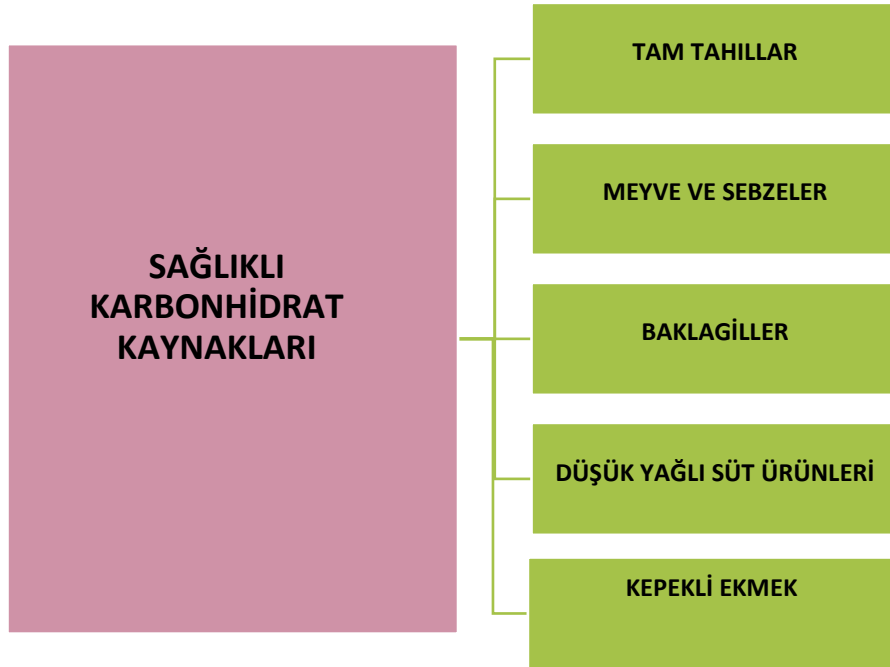 SAĞLIKLI
KARBONHİDRAT
KAYNAKLARI
TAM TAHILLAR
MEYVE VE SEBZELER
BAKLAGİLLER
DÜŞÜK YAĞLI SÜT ÜRÜNLERİ
KEPEKLİ EKMEK